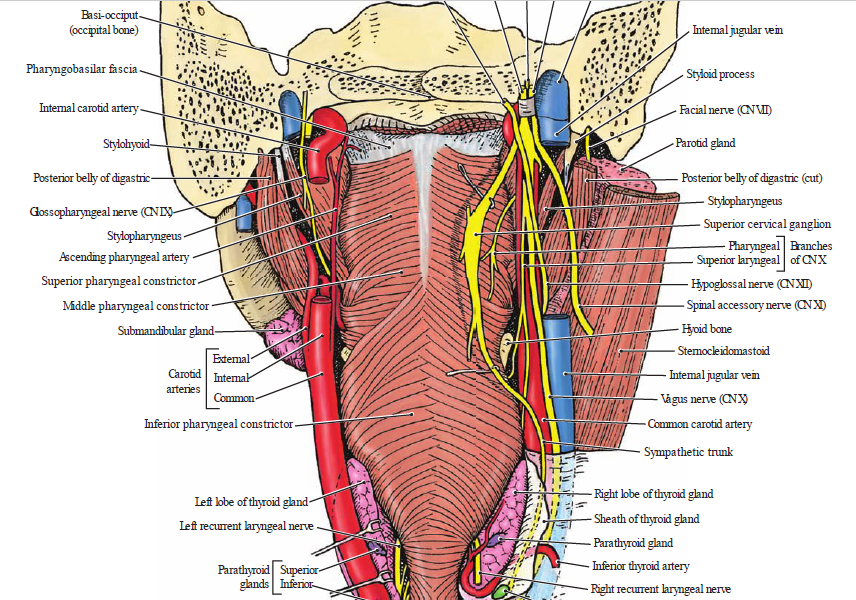 Basi-occiput
(occipital bone)
Pharyngobasilar fascia
Internal carotid artery
Stylohyoid
Posterior belly of digastric
Glossopharyngeal nerve (CN IX)
Stylopharyngeus
Ascending pharyngeal artery
Superior pharyngeal constrictor
Middle pharyngeal constrictor
Submandibular gland
Carotid
arteries
External
Internal
Common
Inferior pharyngeal constrictor
Left lobe of thyroid gland
Left recurrent laryngeal nerve
Parathyroid
glands
Superior
Inferior
Internal jugular vein
Styloid process
Facial nerve (CN VII)
Parotid gland
Posterior belly of digastric (cut)
Stylopharyngeus
Superior cervical ganglion
Pharyngeal
Superior laryngeal
Branches
of CN X
Hypoglossal nerve (CN XII)
Spinal accessory nerve (CN XI)
Hyoid bone
Sternocleidomastoid
Internal jugular vein
Vagus nerve (CN X)
Common carotid artery
Sympathetic trunk
Right lobe of thyroid gland
Sheath of thyroid gland
Parathyroid gland
Inferior thyroid artery
Right recurrent laryngeal nerve